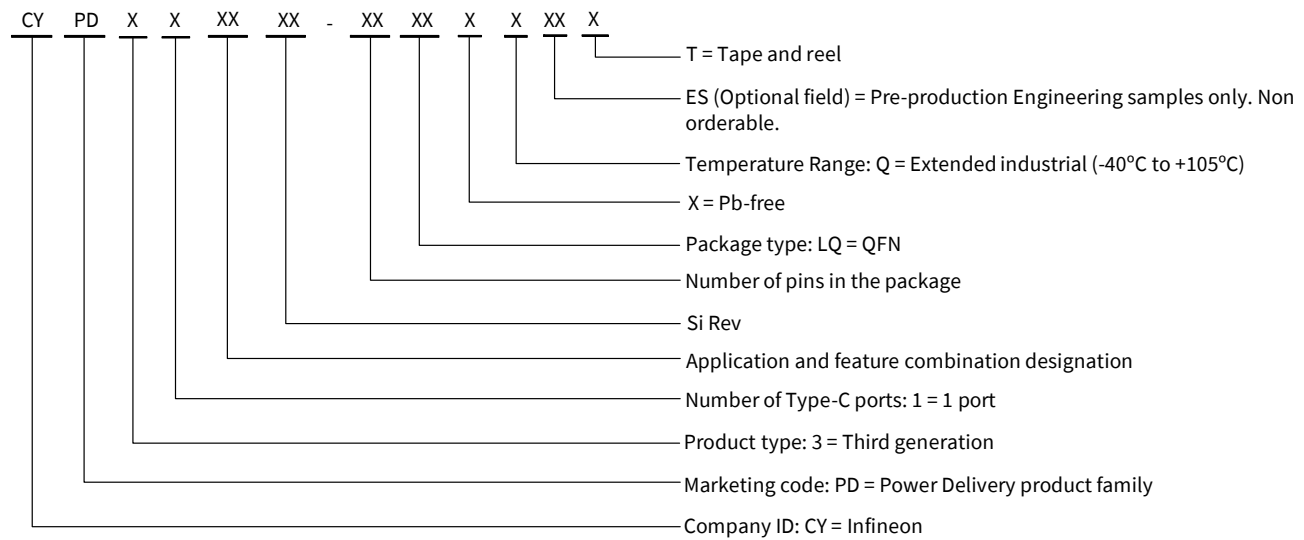 CY PD X X XX XX - XX XX X X XX X
T = Tape and reel
ES (Optional field) = Pre-production Engineering samples only. Non
orderable.
Temperature Range: Q = Extended industrial (-40°C to +105°C)
X = Pb-free
Package type: LQ = QFN
Number of pins in the package
Si Rev
Application and feature combination designation
Number of Type-C ports: 1 = 1 port
Product type: 3 = Third generation
Marketing code: PD = Power Delivery product family
Company ID: CY = Infineon